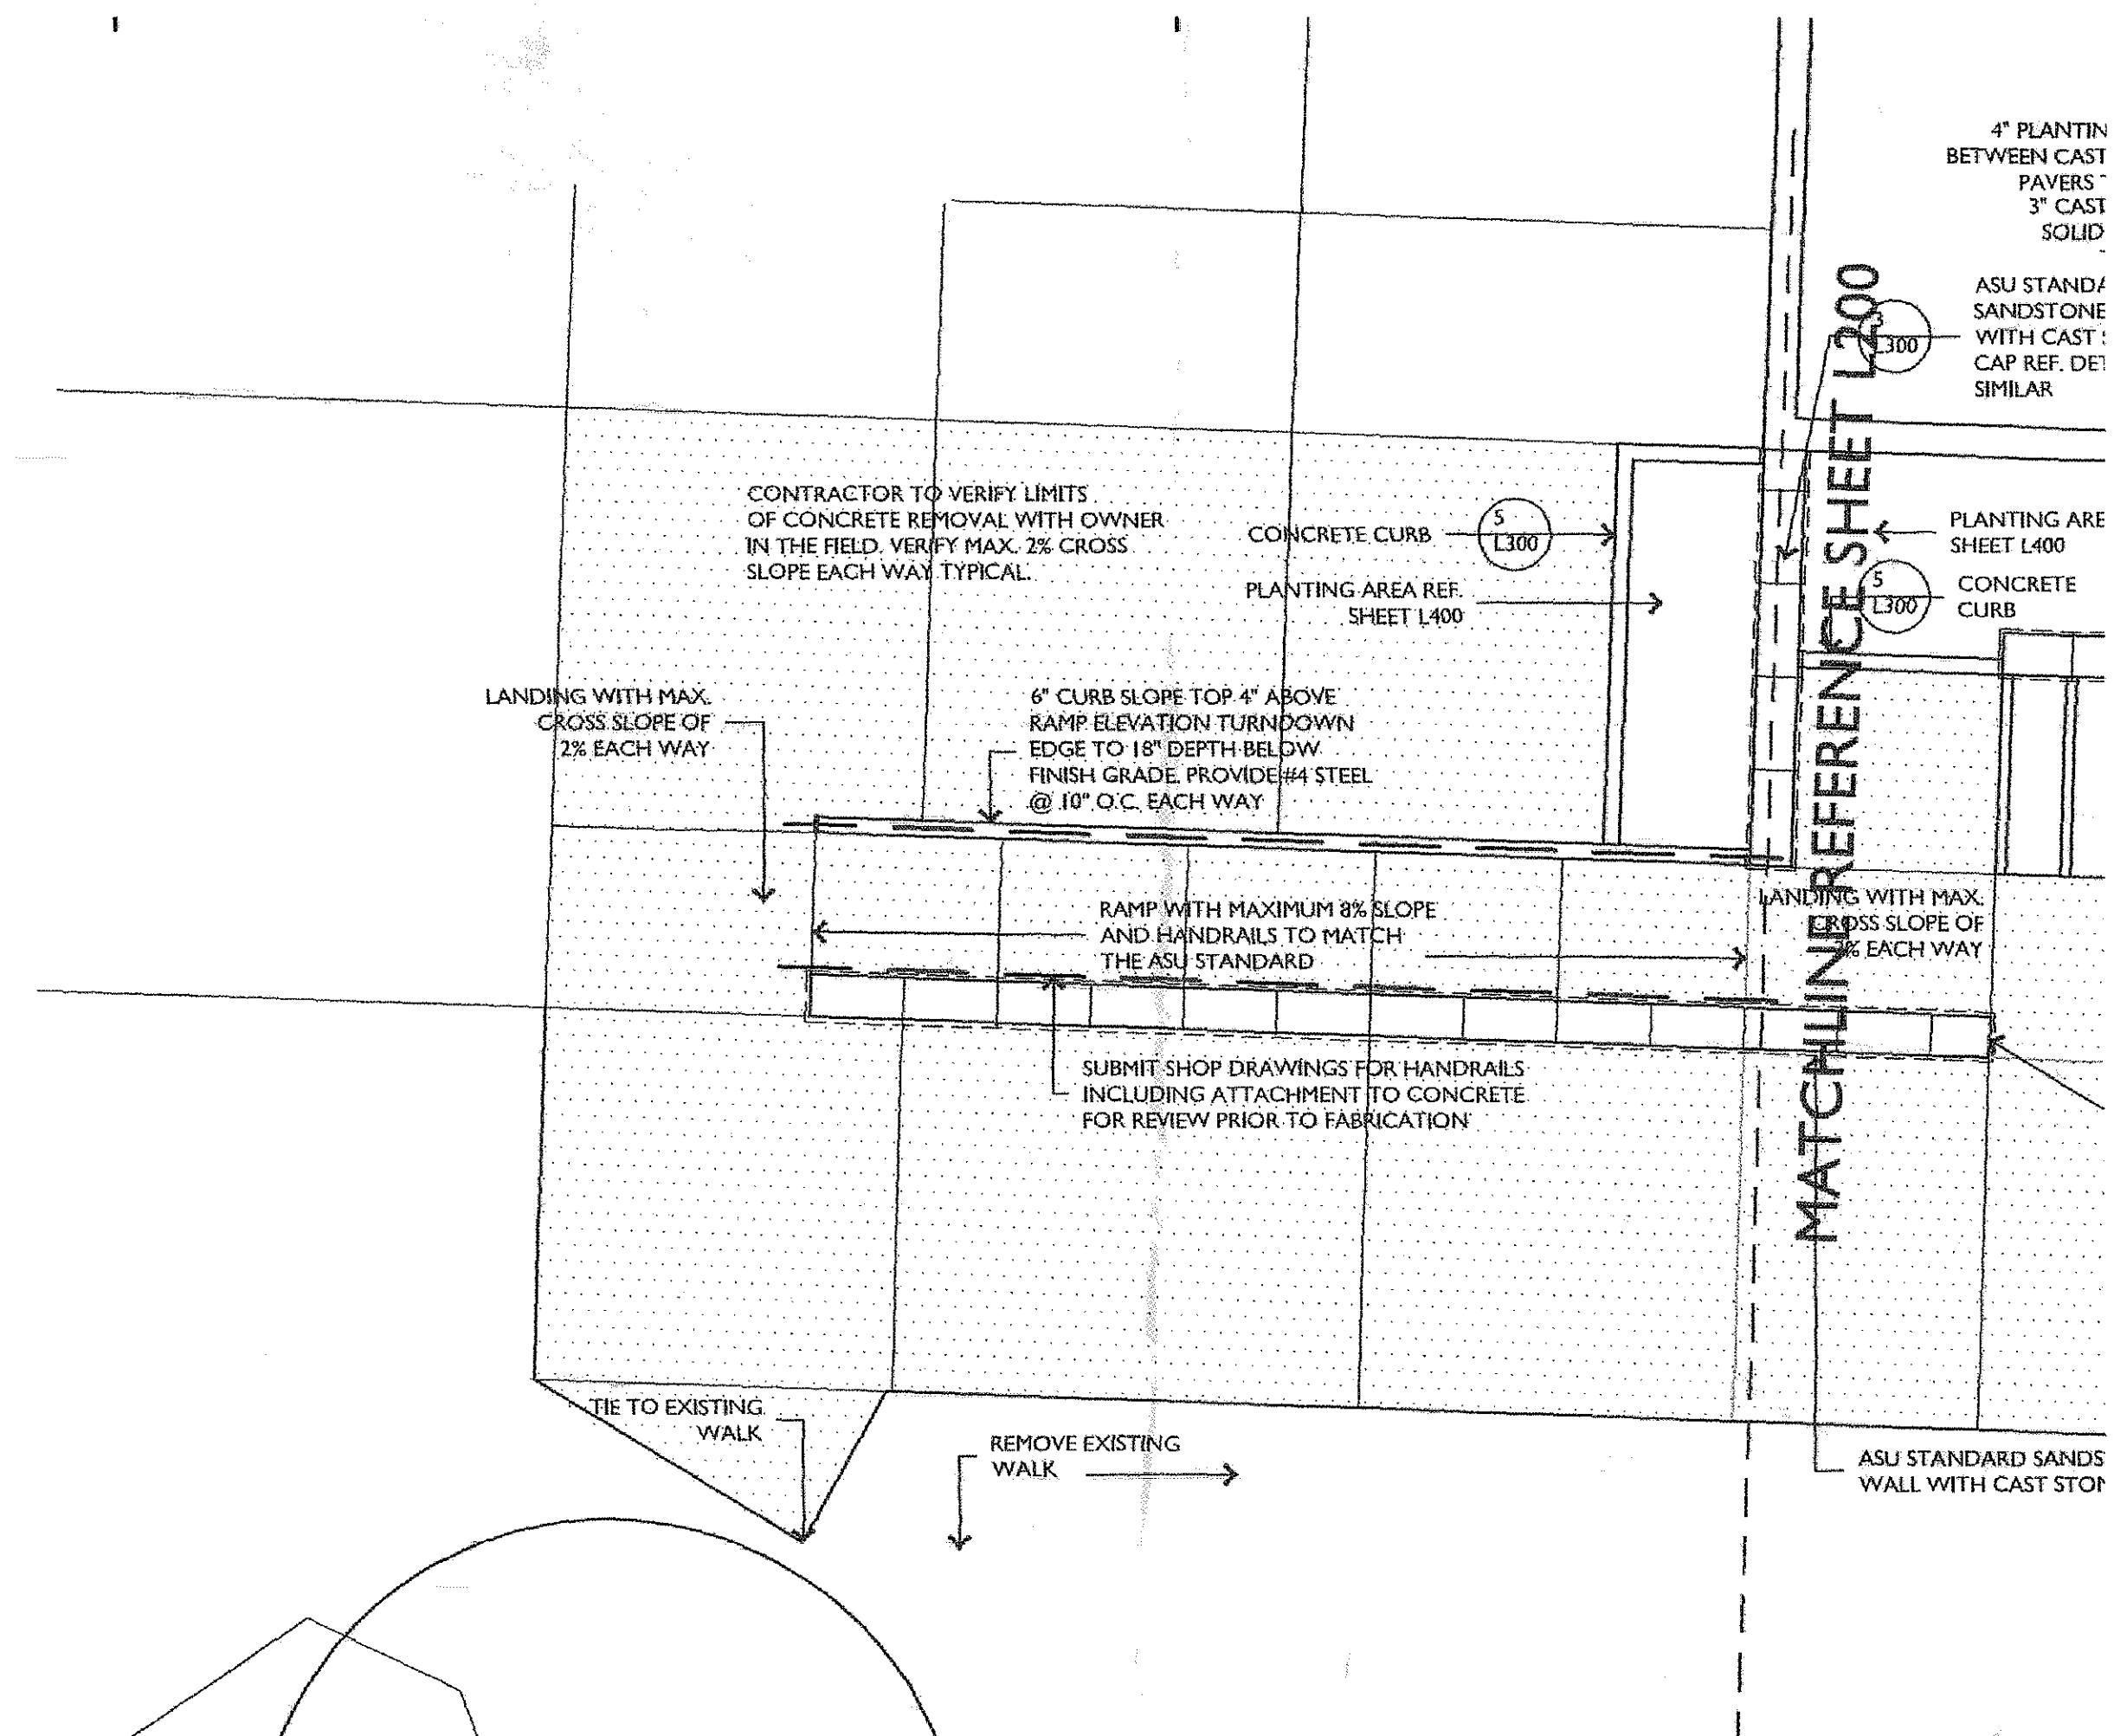 4" PLANTIN
BETWEEN CAST
PAVERS
3" CAST
SOLID
ASU STANDA
SANDSTONE
WITH CAST
CAP REF. DET
SIMILAR
3
L300
MATCHLINE REFERENCE SHEET L200
CONTRACTOR TO VERIFY LIMITS
OF CONCRETE REMOVAL WITH OWNER
IN THE FIELD. VERIFY MAX. 2% CROSS
SLOPE EACH WAY TYPICAL.
CONCRETE CURB
5
L300
PLANTING AREA REF.
SHEET L400
PLANTING ARE
SHEET L400
5
L300
CONCRETE
CURB
LANDING WITH MAX.
CROSS SLOPE OF
2% EACH WAY
6" CURB SLOPE TOP 4" ABOVE
RAMP ELEVATION TURNDOWN
EDGE TO 18" DEPTH BELOW
FINISH GRADE. PROVIDE #4 STEEL
@ 10" O.C. EACH WAY
RAMP WITH MAXIMUM 8% SLOPE
AND HANDRAILS TO MATCH
THE ASU STANDARD
LANDING WITH MAX.
CROSS SLOPE OF
% EACH WAY
SUBMIT SHOP DRAWINGS FOR HANDRAILS
INCLUDING ATTACHMENT TO CONCRETE
FOR REVIEW PRIOR TO FABRICATION
TIE TO EXISTING
WALK
REMOVE EXISTING
WALK
ASU STANDARD SANDS
WALL WITH CAST STON